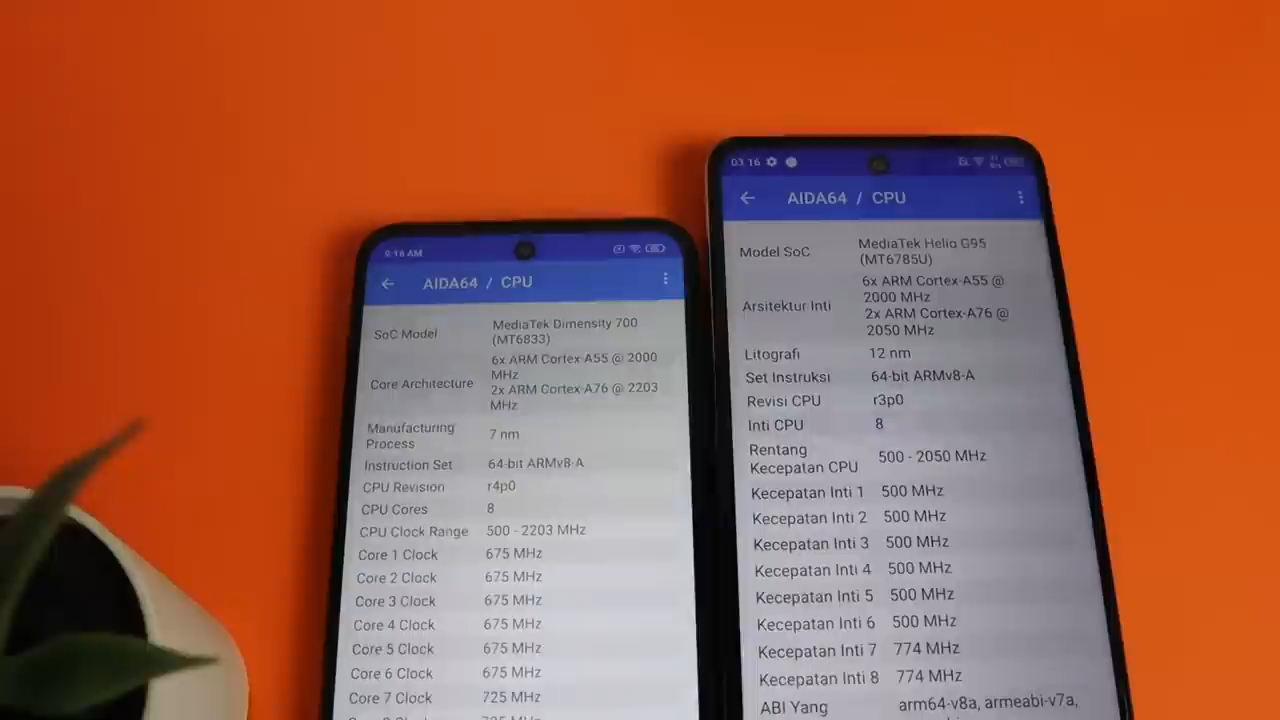 9:16 AM
AIDA64 / CPU
SoC Model
MediaTek Dimensity 700
(MT6833)
Core Architecture
6x ARM Cortex-A55 @ 2000
MHz
2x ARM Cortex-A76 @ 2203
MHz
Manufacturing
Process
7 nm
Instruction Set 64-bit ARMv8-A
CPU Revision r4p0
CPU Cores 8
CPU Clock Range 500 - 2203 MHz
Core 1 Clock 675 MHz
Core 2 Clock 675 MHz
Core 3 Clock 675 MHz
Core 4 Clock 675 MHz
Core 5 Clock 675 MHz
Core 6 Clock 675 MHz
Core 7 Clock 725 MHz
03 16
AIDA64 / CPU
Model SoC
MediaTek Helio G95
(MT6785U)
Arsitektur Inti
6x ARM Cortex-A55 @
2000 MHz
2x ARM Cortex-A76 @
2050 MHz
Litografi 12 nm
Set Instruksi 64-bit ARMv8-A
Revisi CPU r3p0
Inti CPU 8
Rentang
Kecepatan CPU
500 - 2050 MHz
Kecepatan Inti 1 500 MHz
Kecepatan Inti 2 500 MHz
Kecepatan Inti 3 500 MHz
Kecepatan Inti 4 500 MHz
Kecepatan Inti 5 500 MHz
Kecepatan Inti 6 500 MHz
Kecepatan Inti 7 774 MHz
Kecepatan Inti 8 774 MHz
ABI Yang arm64-v8a, armeabi-v7a,